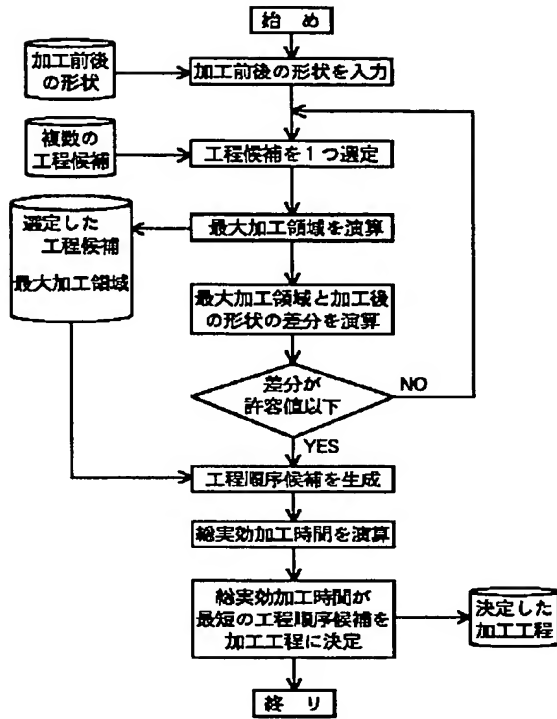 始 め
加工前後
の形状
加工前後の形状を入力
複数の
工程候補
工程候補を1つ選定
選定した
工程候補
最大加工領域
最大加工領域を演算
最大加工領域と加工後
の形状の差分を演算
差分が
許容値以下
NO
YES
工程順序候補を生成
総実効加工時間を演算
総実効加工時間が
最短の工程順序候補を
加工工程に決定
決定した
加工工程
終 り